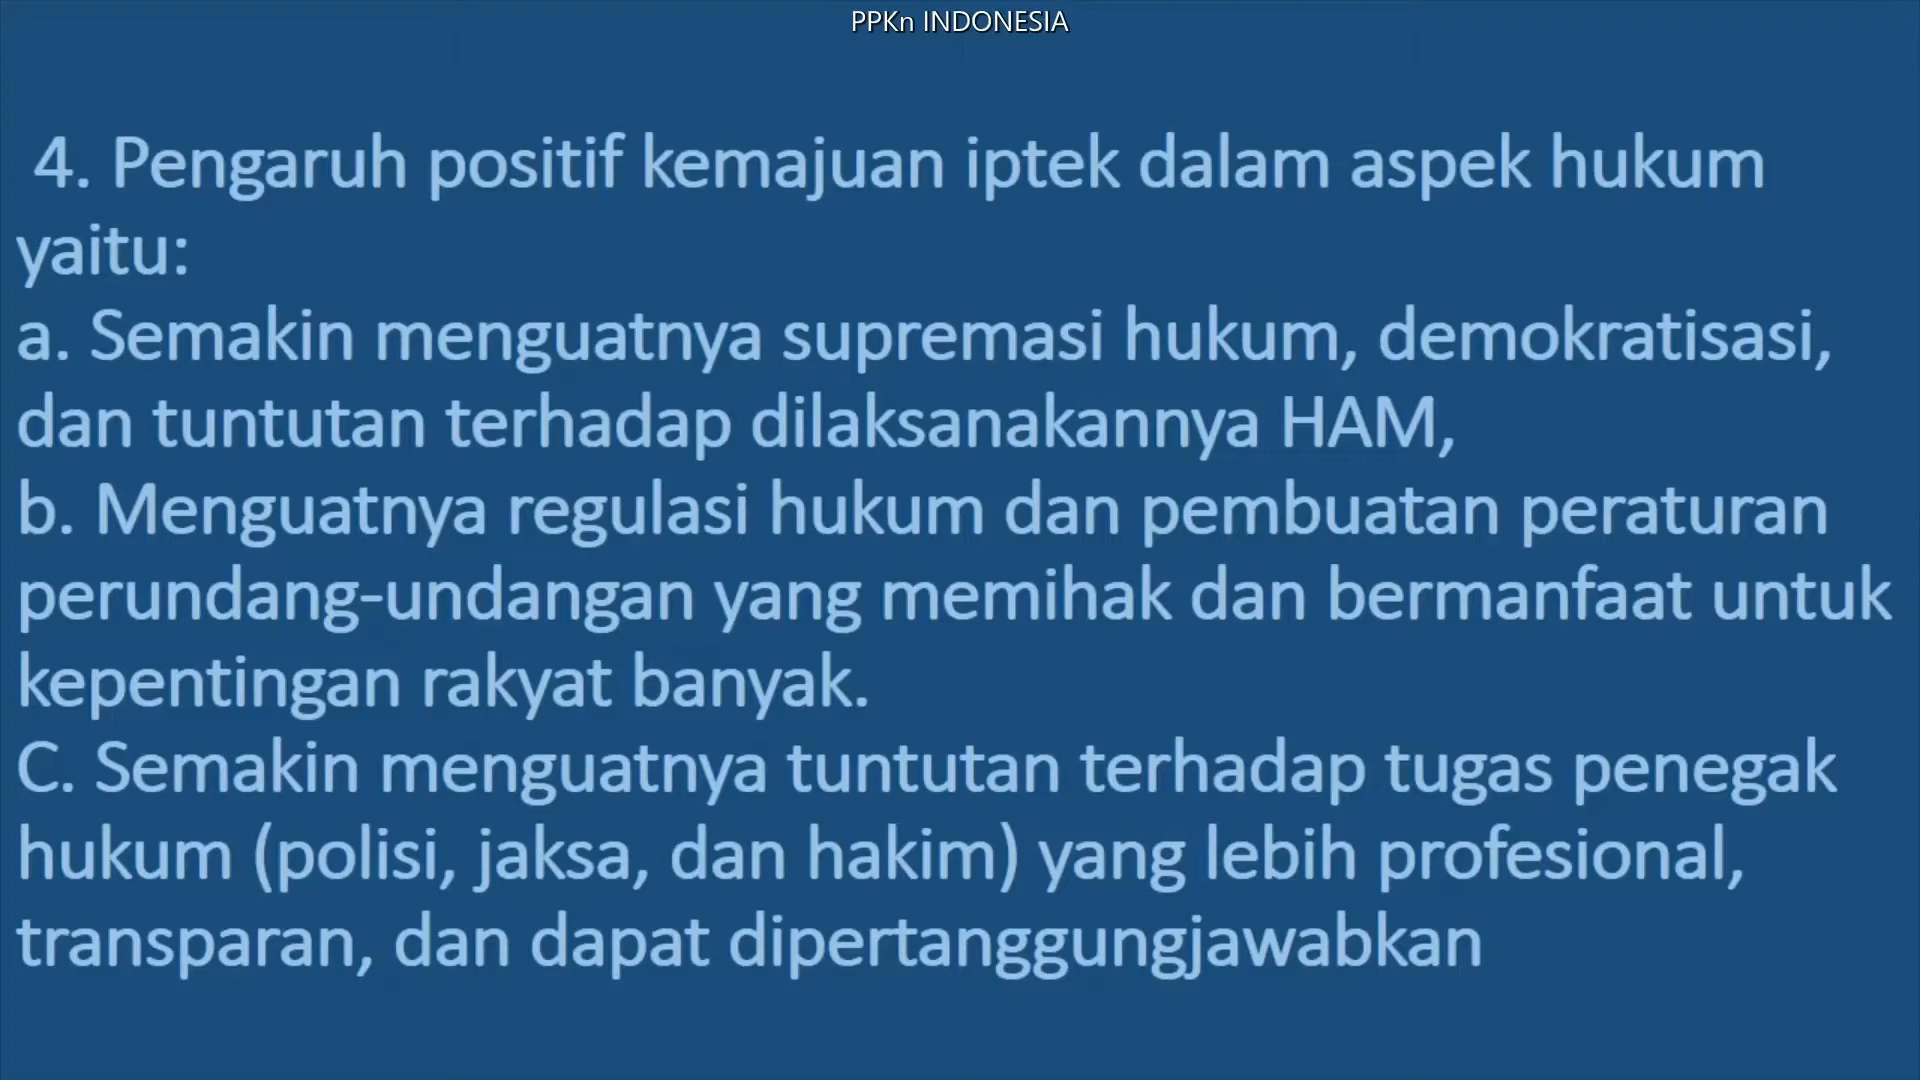 PPKn INDONESIA
4. Pengaruh positif kemajuan iptek dalam aspek hukum
yaitu:
a. Semakin menguatnya supremasi hukum, demokratisasi,
dan tuntutan terhadap dilaksanakannya HAM,
b. Menguatnya regulasi hukum dan pembuatan peraturan
perundang-undangan yang memihak dan bermanfaat untuk
kepentingan rakyat banyak.
C. Semakin menguatnya tuntutan terhadap tugas penegak
hukum (polisi, jaksa, dan hakim) yang lebih profesional,
transparan, dan dapat dipertanggungjawabkan